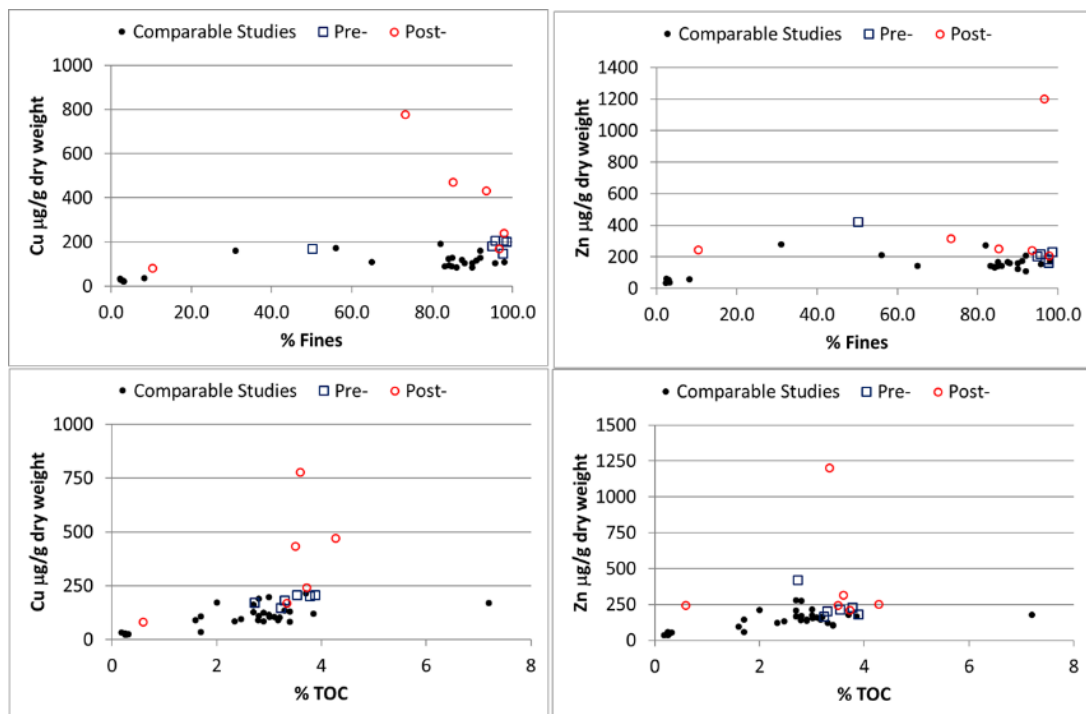 Comparable Studies Pre- Post-
1000
800
600
400
200
0
Cu µg/g dry weight
0.0 20.0 40.0 60.0 80.0 100.0
% Fines
Comparable Studies Pre- Post-
1400
1200
1000
800
600
400
200
0
Zn µg/g dry weight
0.0 20.0 40.0 60.0 80.0 100.0
% Fines
Comparable Studies Pre- Post-
1000
750
500
250
0
Cu µg/g dry weight
0 2 4 6 8
% TOC
Comparable Studies Pre- Post-
1500
1250
1000
750
500
250
0
Zn µg/g dry weight
0 2 4 6 8
% TOC